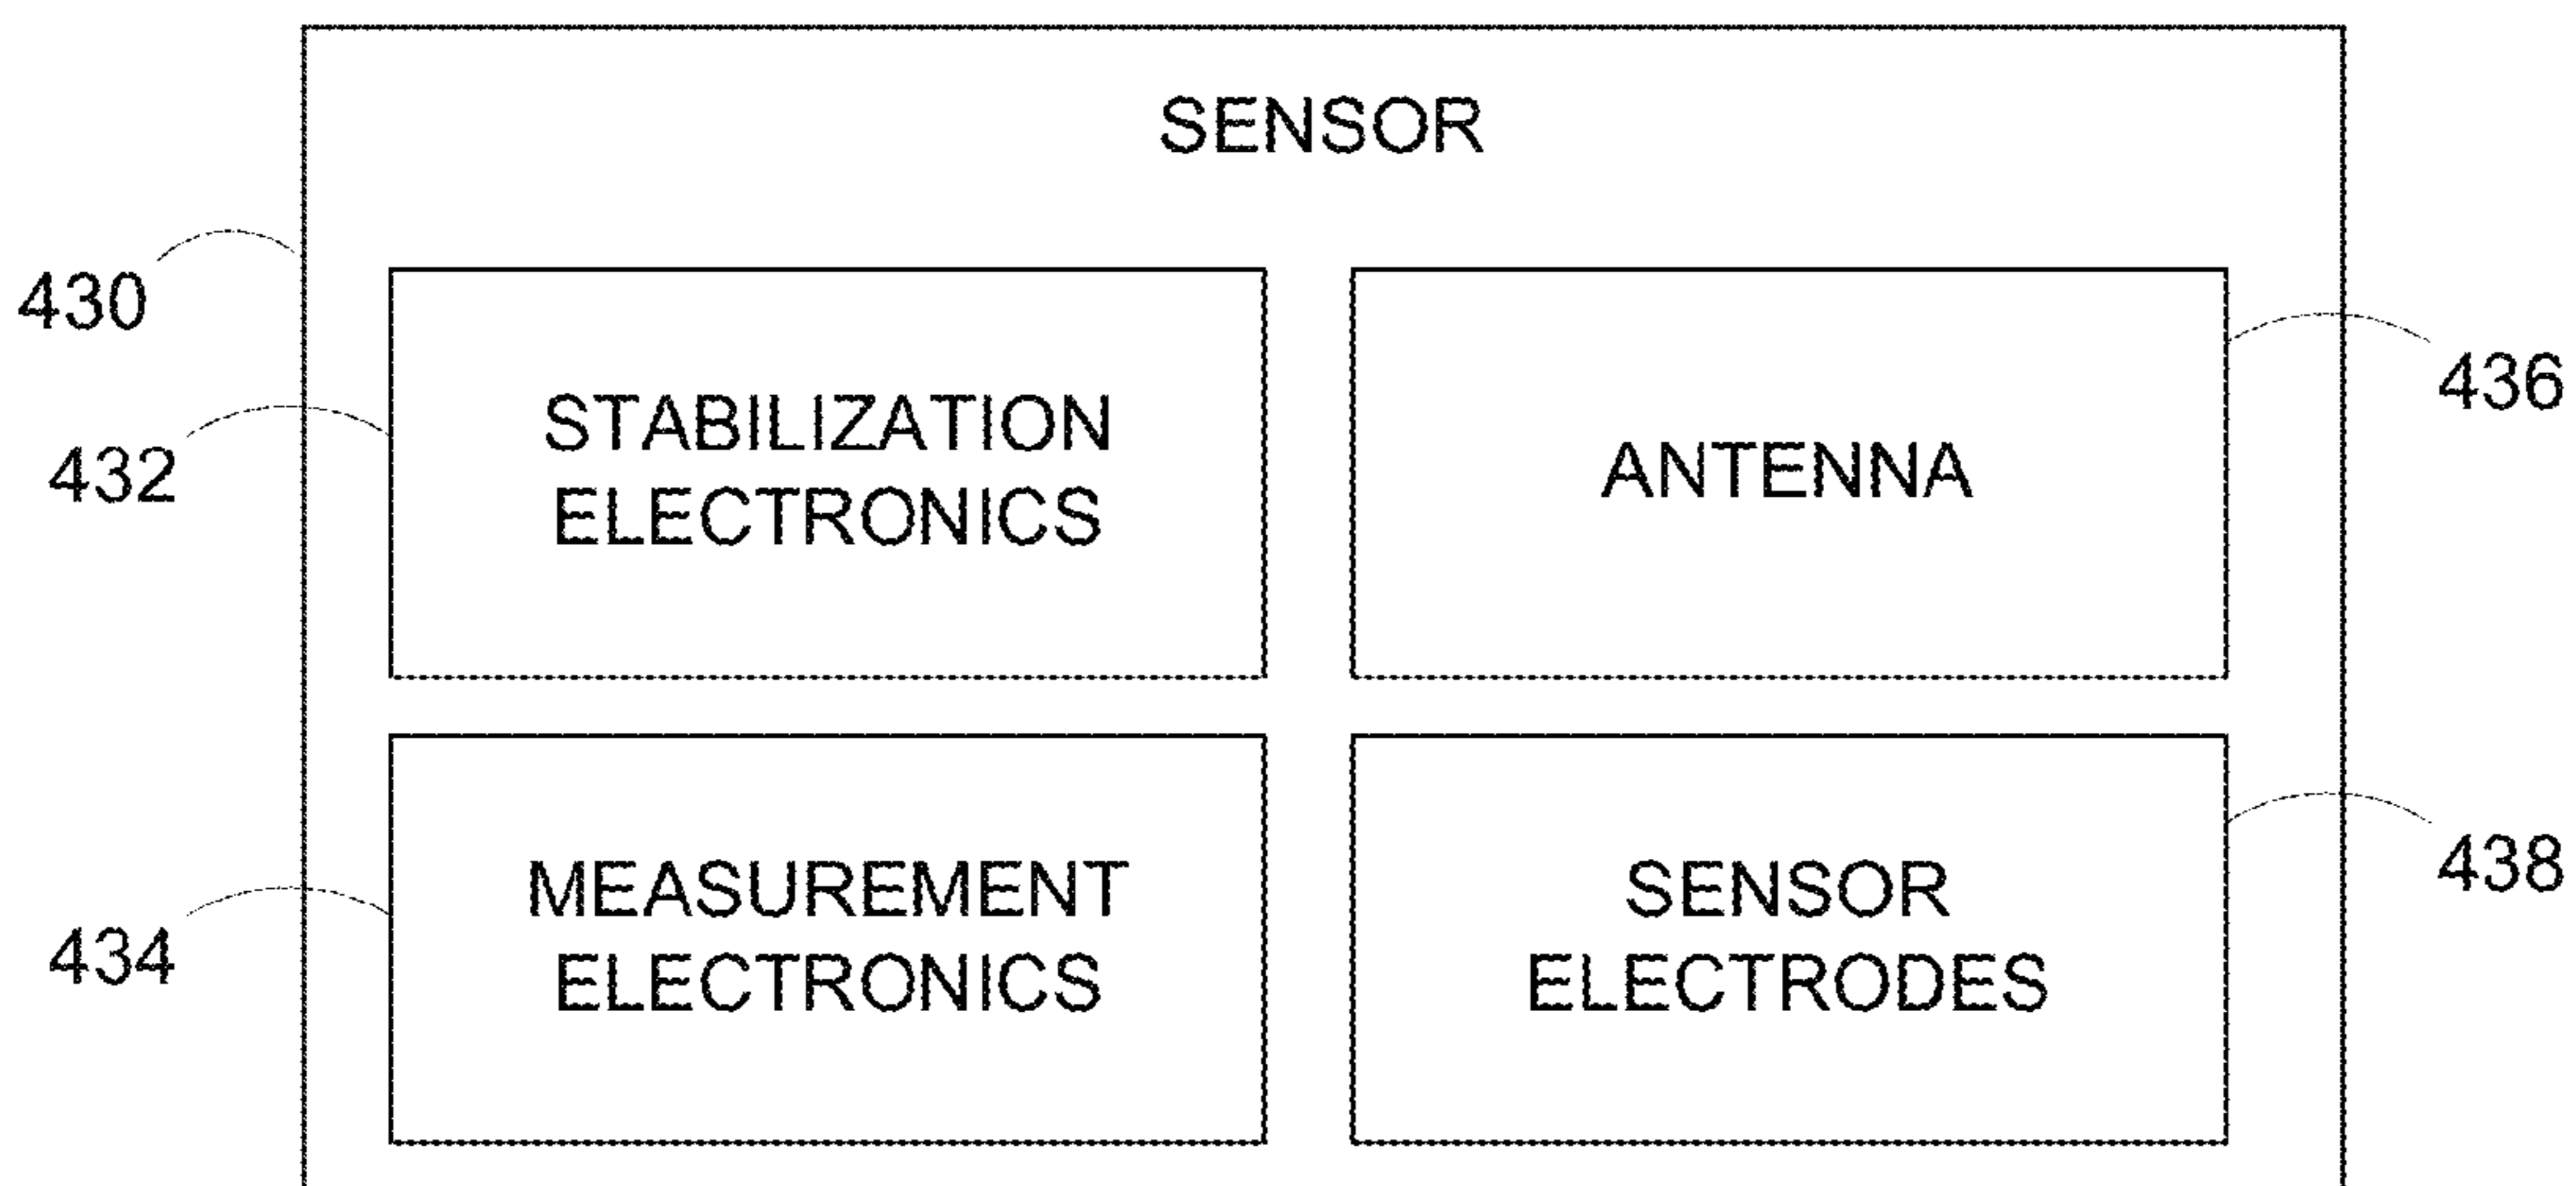 SENSOR
430
STABILIZATION
ELECTRONICS
432
ANTENNA
436
MEASUREMENT
ELECTRONICS
434
SENSOR
ELECTRODES
438